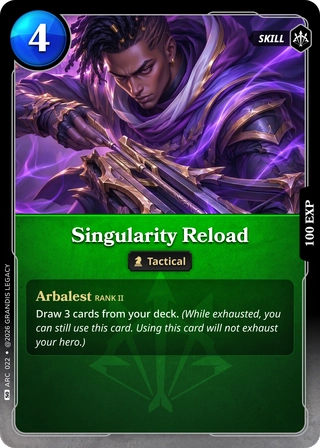 4
SKILL
Singularity Reload
Tactical
100 EXP
Arbalest RANK II
Draw 3 cards from your deck. (While exhausted, you
can still use this card. Using this card will not exhaust
your hero.)
ARC 022 • @2026 GRANDIS LEGACY